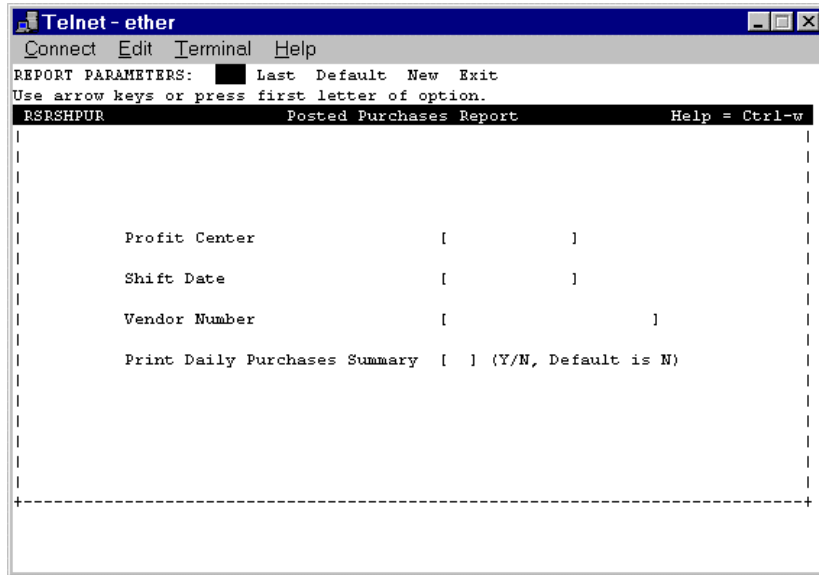 Telnet - ether
Connect Edit Terminal Help
REPORT PARAMETERS: Last Default New Exit
Use arrow keys or press first letter of option.
RSRSHPUR Posted Purchases Report Help = Ctrl-w
Profit Center [ ]
Shift Date [ ]
Vendor Number [ ]
Print Daily Purchases Summary [ ] (Y/N, Default is N)